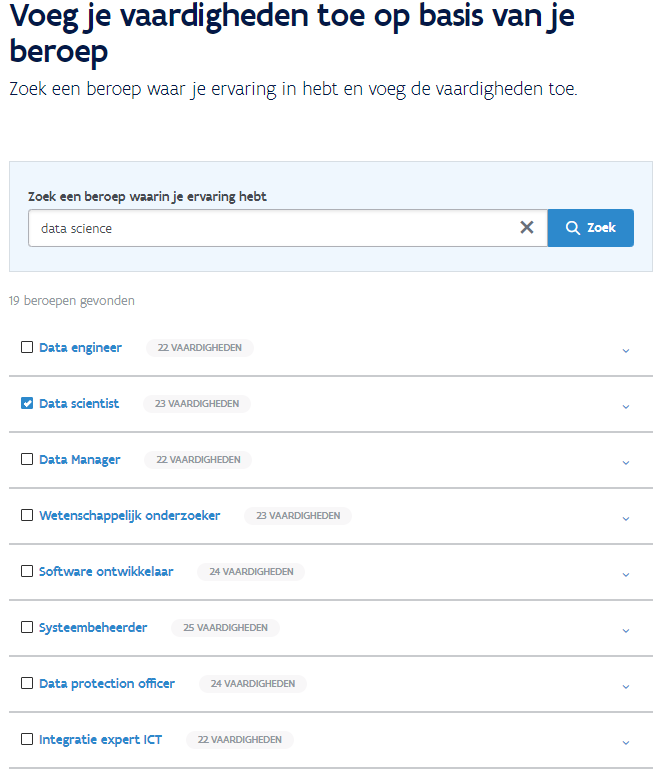 Voeg je vaardigheden toe op basis van je
beroep
Zoek een beroep waar je ervaring in hebt en voeg de vaardigheden toe.
Zoek een beroep waarin je ervaring hebt
data science
Zoek
19 beroepen gevonden
Data engineer 22 VAARDIGHEDEN
Data scientist 23 VAARDIGHEDEN
Data Manager 22 VAARDIGHEDEN
Wetenschappelijk onderzoeker 23 VAARDIGHEDEN
Software ontwikkelaar 24 VAARDIGHEDEN
Systeembeheerder 25 VAARDIGHEDEN
Data protection officer 24 VAARDIGHEDEN
Integratie expert ICT 22 VAARDIGHEDEN